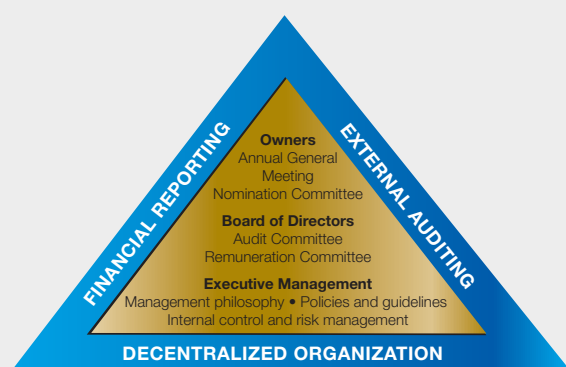 FINANCIAL REPORTING
EXTERNAL AUDITING
Owners
Annual General
Meeting
Nomination Committee
Board of Directors
Audit Committee
Remuneration Committee
Executive Management
Management philosophy • Policies and guidelines
Internal control and risk management
DECENTRALIZED ORGANIZATION